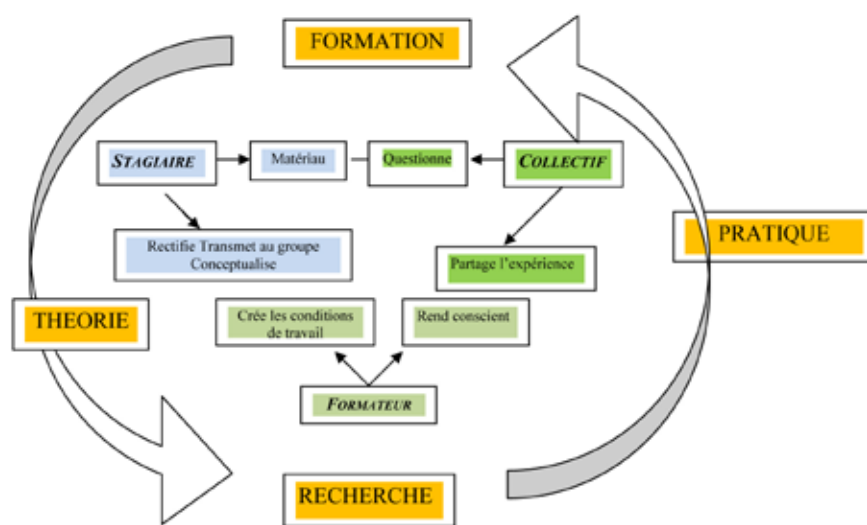 FORMATION
STAGIAIRE
Matériau
Questionne
COLLECTIF
PRATIQUE
Rectifie Transmet au groupe
Conceptualise
Partage l'expérience
THEORIE
Crée les conditions
de travail
Rend conscient
FORMATEUR
RECHERCHE